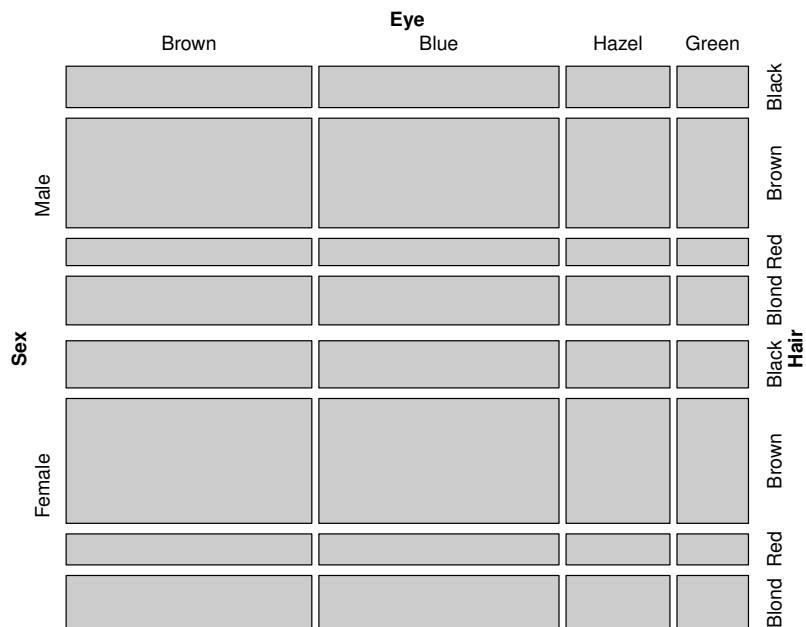 Eye
Brown Blue Hazel Green
Black
Brown
Male
Red
Blond
Sex
Hair
Black
Brown
Female
Red
Blond